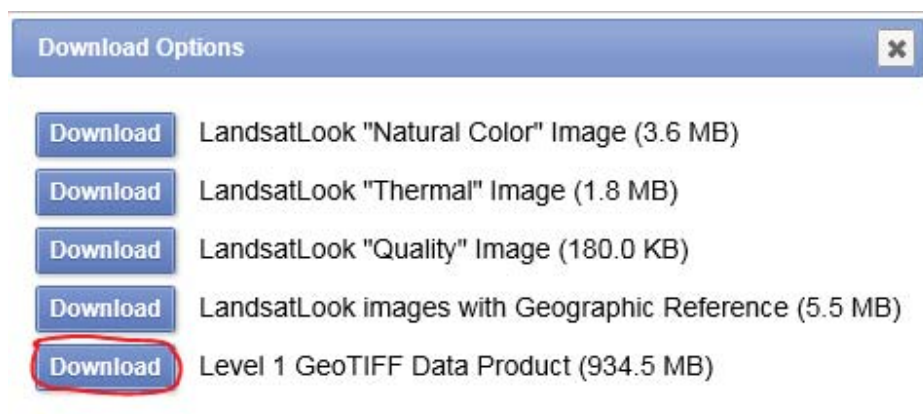 Download Options
Download LandsatLook "Natural Color" Image (3.6 MB)
Download LandsatLook "Thermal" Image (1.8 MB)
Download LandsatLook "Quality" Image (180.0 KB)
Download LandsatLook images with Geographic Reference (5.5 MB)
Download Level 1 GeoTIFF Data Product (934.5 MB)